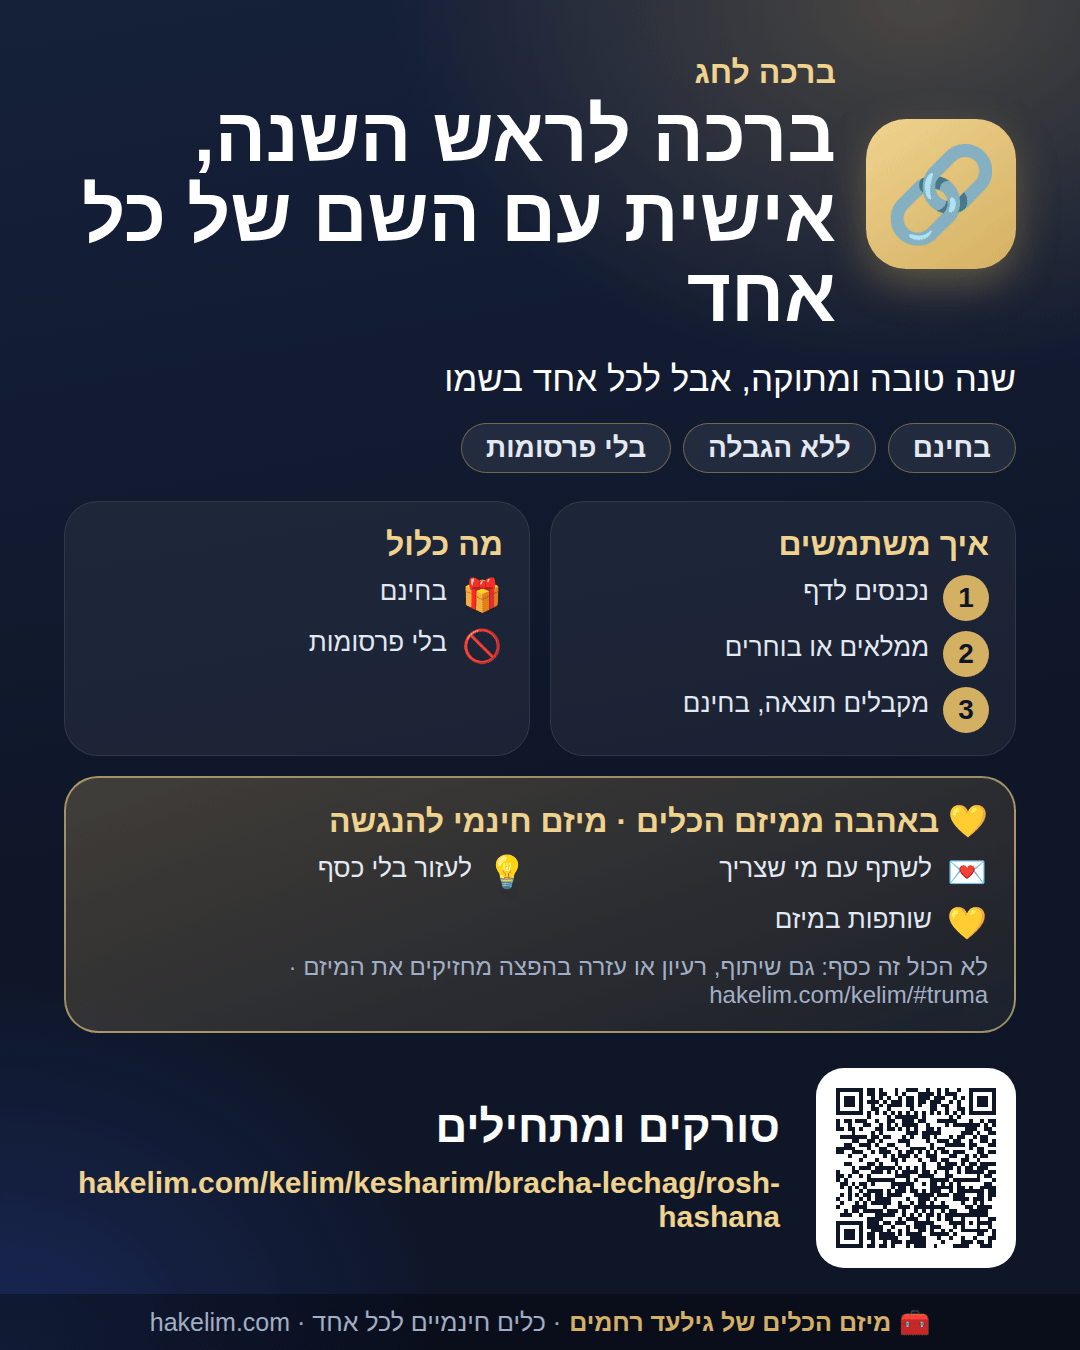 ברכה לחג
ברכה לראש השנה,
אישית עם השם של כל
אחד
שנה טובה ומתוקה, אבל לכל אחד בשמו
בחינם
ללא הגבלה
בלי פרסומות
איך משתמשים
1 נכנסים לדף
2 ממלאים או בוחרים
3 מקבלים תוצאה, בחינם
מה כלול
בחינם
בלי פרסומות
באהבה ממיזם הכלים · מיזם חינמי להנגשה
לשתף עם מי שצריך
לעזור בלי כסף
שותפות במיזם
לא הכול זה כסף: גם שיתוף, רעיון או עזרה בהפצה מחזיקים את המיזם ·
hakelim.com/kelim/#truma
סורקים ומתחילים
hakelim.com/kelim/kesharim/bracha-lechag/rosh-
hashana
מיזם הכלים של גילעד רחמים · כלים חינמיים לכל אחד · hakelim.com